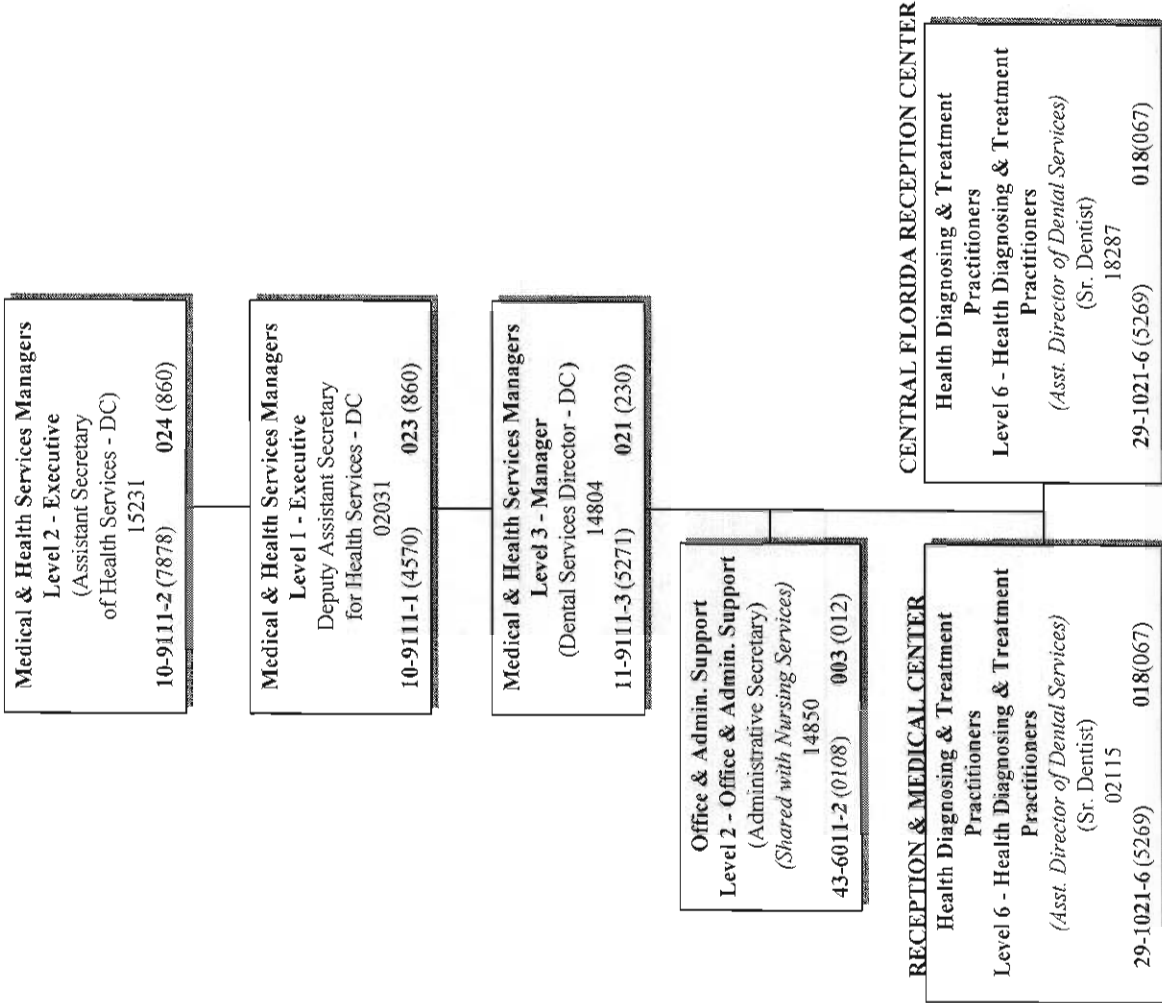 Medical & Health Services Managers
Level 2 - Executive
(Assistant Secretary
of Health Services - DC)
15231
10-9111-2 (7878) 024 (860)
Medical & Health Services Managers
Level 1 - Executive
Deputy Assistant Secretary
for Health Services - DC
02031
10-9111-1 (4570) 023 (860)
Medical & Health Services Managers
Level 3 - Manager
(Dental Services Director - DC)
14804
11-9111-3 (5271) 021 (230)
Office & Admin. Support
Level 2 - Office & Admin. Support
(Administrative Secretary)
(Shared with Nursing Services)
14850
43-6011-2 (0108) 003 (012)
RECEPTION & MEDICAL CENTER
Health Diagnosing & Treatment
Practitioners
Level 6 - Health Diagnosing & Treatment
Practitioners
(Asst. Director of Dental Services)
(Sr. Dentist)
02115
29-1021-6 (5269) 018(067)
CENTRAL FLORIDA RECEPTION CENTER
Health Diagnosing & Treatment
Practitioners
Level 6 - Health Diagnosing & Treatment
Practitioners
(Asst. Director of Dental Services)
(Sr. Dentist)
18287
29-1021-6 (5269) 018(067)